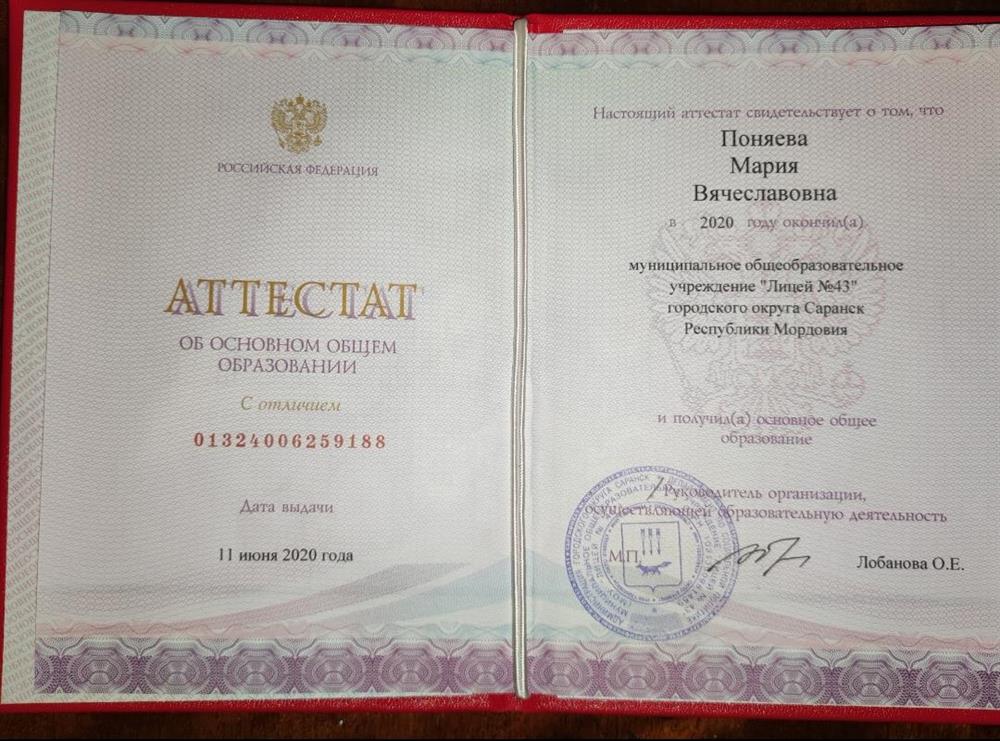 РОССИЙСКАЯ ФЕДЕРАЦИЯ
АТТЕСТАТ
ОБ ОСНОВНОМ ОБЩЕМ
ОБРАЗОВАНИИ
С отличием
01324006259188
Дата выдачи
11 июня 2020 года
Настоящий аттестат свидетельствует о том, что
Поняева
Мария
Вячеславовна
в 2020 году окончил(а)
муниципальное общеобразовательное
учреждение "Лицей №43"
городского округа Саранск
Республики Мордовия
и получил(а) основное общее
образование
Руководитель организации,
осуществляющей образовательную деятельность
М.П.
Лобанова О.Е.